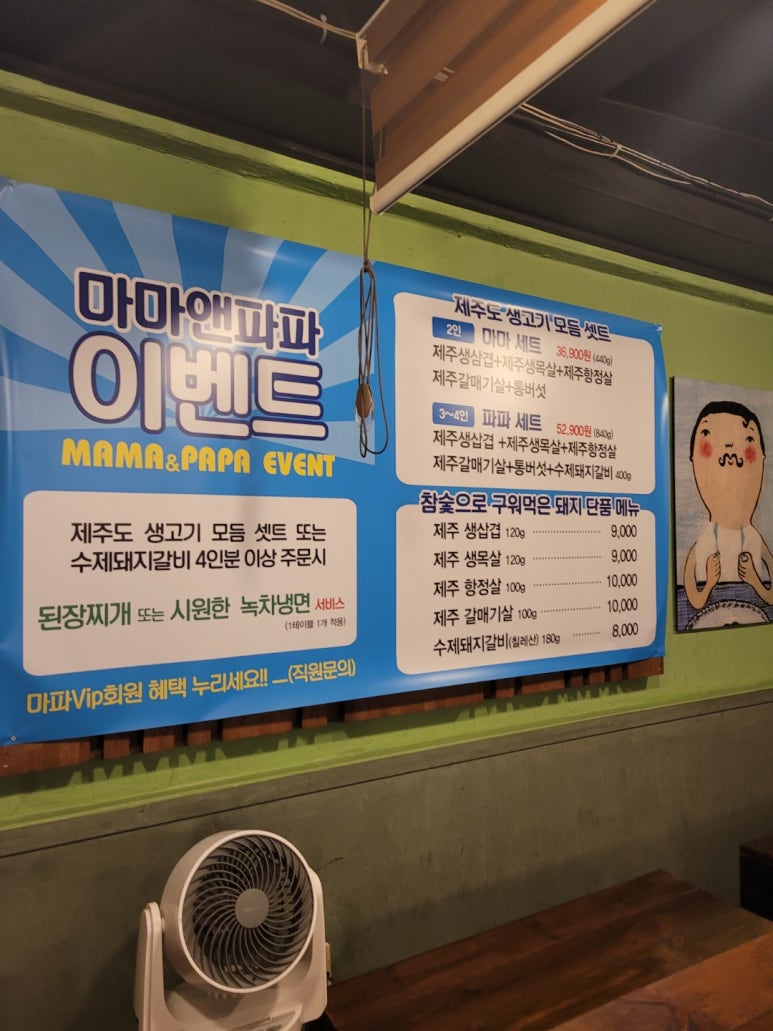 마마앤파파
이벤트
MAMA&PAPA EVENT
제주도 생고기 모듬 셋트 또는
수제돼지갈비 4인분 이상 주문시
된장찌개 또는 시원한 녹차냉면 서비스
(1테이블 1개 적용)
마파Vip회원 혜택 누리세요!! ....(직원문의)
제주도 생고기 모듬 셋트
2인 마마 세트 36,900원 (440g)
제주생삼겹+제주생목살+제주항정살
제주갈매기살+통버섯
3~4인 파파 세트 52,900원 (840g)
제주생삼겹 +제주생목살+제주항정살
제주갈매기살+통버섯+수제돼지갈비 400g
참숯으로 구워먹은 돼지 단품 메뉴
제주 생삼겹 120g 9,000
제주 생목살 120g 9,000
제주 항정살 100g 10,000
제주 갈매기살 100g 10,000
수제돼지갈비(칠레산) 180g 8,000